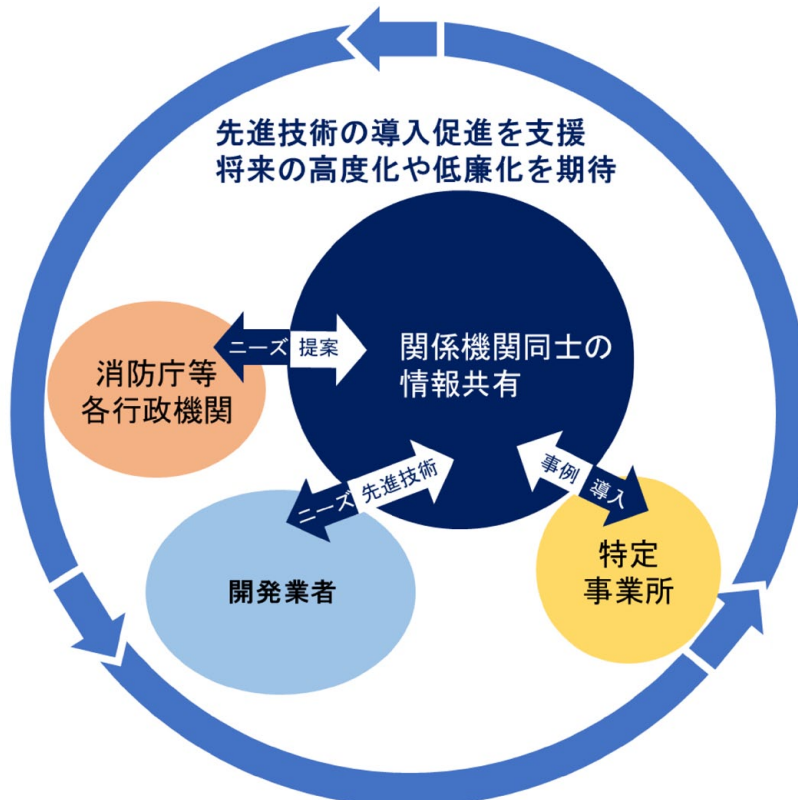 先進技術の導入促進を支援
将来の高度化や低廉化を期待
関係機関同士の
情報共有
ニーズ 提案
消防庁等
各行政機関
ニーズ 先進技術
事例 導入
開発業者
特定
事業所